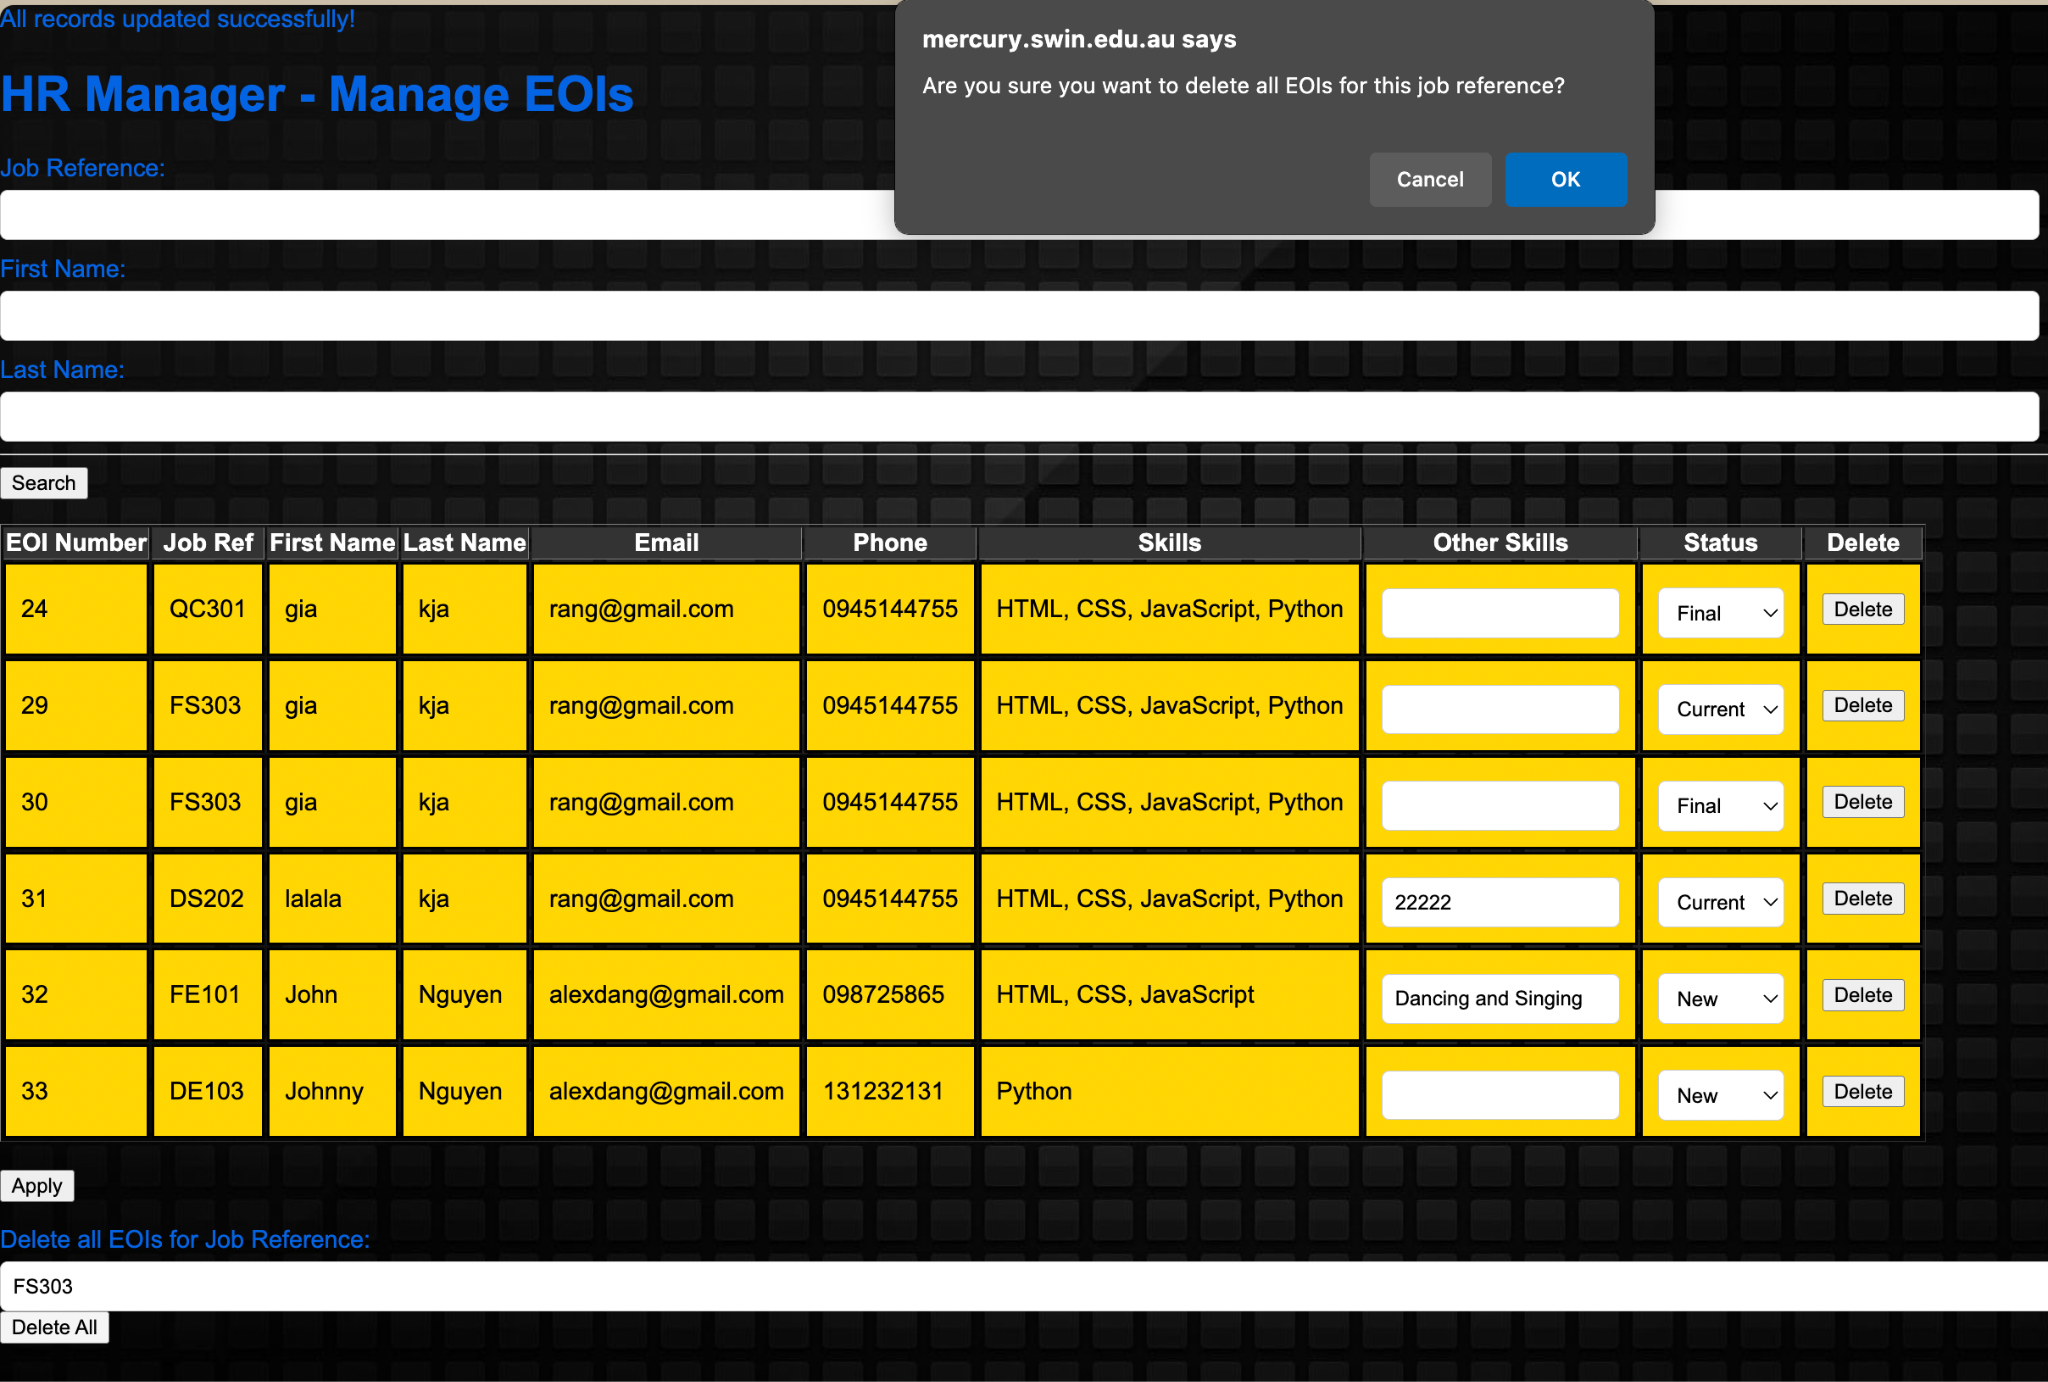 All records updated successfully!
mercury.swin.edu.au says
Are you sure you want to delete all EOIs for this job reference?
Cancel OK
HR Manager - Manage EOIs
Job Reference:
First Name:
Last Name:
Search
EOI Number Job Ref First Name Last Name Email Phone Skills Other Skills Status Delete
24 QC301 gia kja rang@gmail.com 0945144755 HTML, CSS, JavaScript, Python Final Delete
29 FS303 gia kja rang@gmail.com 0945144755 HTML, CSS, JavaScript, Python Current Delete
30 FS303 gia kja rang@gmail.com 0945144755 HTML, CSS, JavaScript, Python Final Delete
31 DS202 lalala kja rang@gmail.com 0945144755 HTML, CSS, JavaScript, Python 22222 Current Delete
32 FE101 John Nguyen alexdang@gmail.com 098725865 HTML, CSS, JavaScript Dancing and Singing New Delete
33 DE103 Johnny Nguyen alexdang@gmail.com 131232131 Python New Delete
Apply
Delete all EOIs for Job Reference:
FS303
Delete All